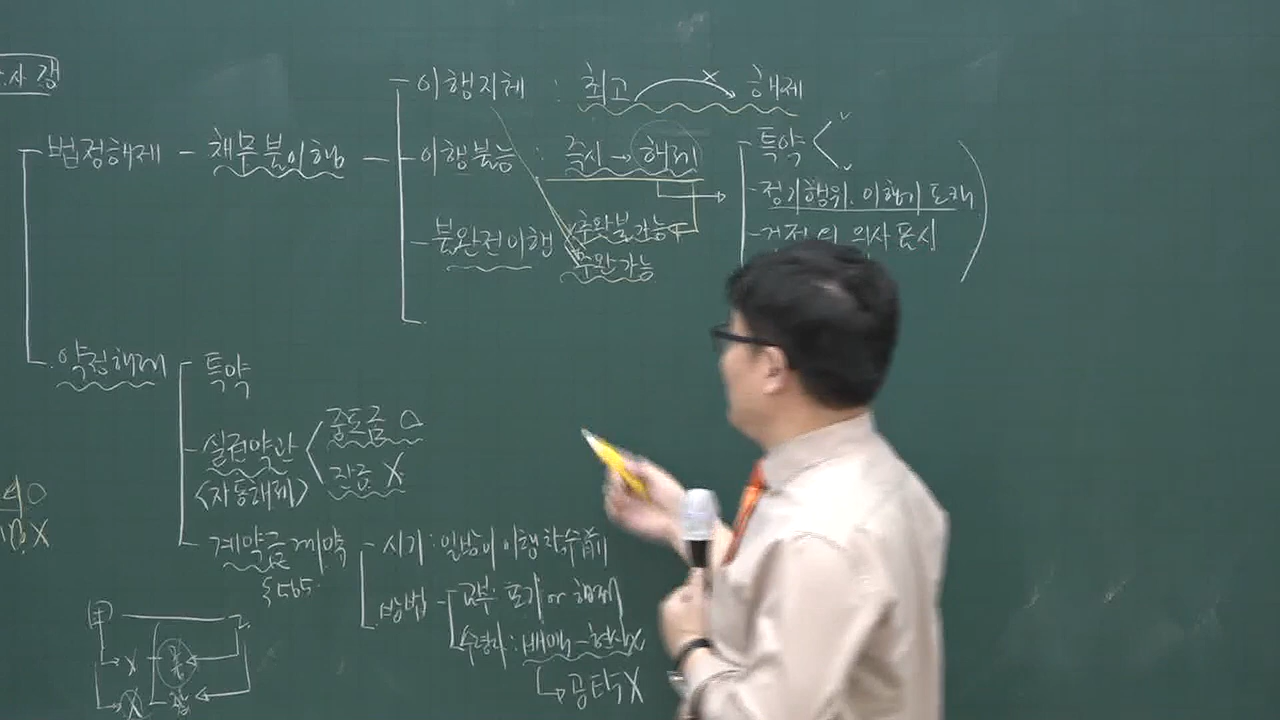 이행지체 : 최고 x 해제
법정해제 - 채무불이행
이행불능 : 즉시 → 해제
특약
정기행위, 이행기 도래
불완전이행
추완불가능
추완가능
의사표시
약정해제
특약
실권약관
<자동해제>
중도금 O
잔금 X
계약금계약
§565
시기 : 일방이 이행착수前
방법
교부 : 포기 or 해제
수령자 : 배액 - 현실
공탁 X
甲
乙